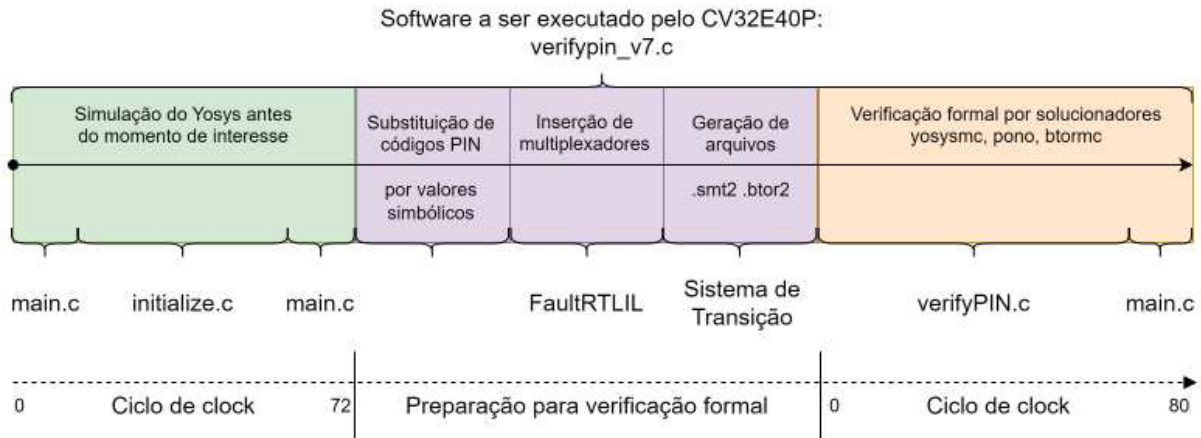 Software a ser executado pelo CV32E40P:
verifypin_v7.c
Simulação do Yosys antes
do momento de interesse
Substituição de
códigos PIN
por valores
simbólicos
Inserção de
multiplexadores
Geração de
arquivos
.smt2 .btor2
Verificação formal por solucionadores
yosysmc, pono, btormc
main.c
initialize.c
main.c
FaultRTLIL
Sistema de
Transição
verifyPIN.c
main.c
0
Ciclo de clock
72
Preparação para verificação formal
0
Ciclo de clock
80